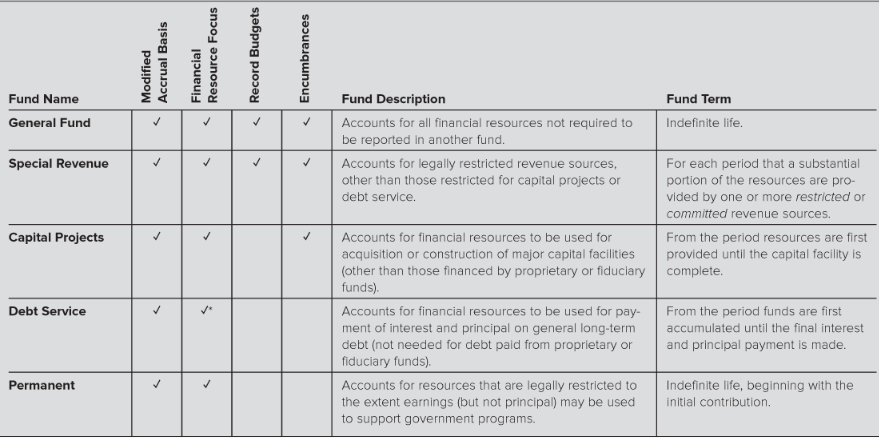 Modified
Accrual Basis
Financial
Resource Focus
Record Budgets
Encumbrances
Fund Name
Fund Description
Fund Term
General Fund ✓ ✓ ✓ ✓
Accounts for all financial resources not required to
be reported in another fund.
Indefinite life.
Special Revenue ✓ ✓ ✓ ✓
Accounts for legally restricted revenue sources,
other than those restricted for capital projects or
debt service.
For each period that a substantial
portion of the resources are pro-
vided by one or more restricted or
committed revenue sources.
Capital Projects ✓ ✓ ✓
Accounts for financial resources to be used for
acquisition or construction of major capital facilities
(other than those financed by proprietary or fiduciary
funds).
From the period resources are first
provided until the capital facility is
complete.
Debt Service ✓ ✓*
Accounts for financial resources to be used for pay-
ment of interest and principal on general long-term
debt (not needed for debt paid from proprietary or
fiduciary funds).
From the period funds are first
accumulated until the final interest
and principal payment is made.
Permanent ✓ ✓
Accounts for resources that are legally restricted to
the extent earnings (but not principal) may be used
to support government programs.
Indefinite life, beginning with the
initial contribution.